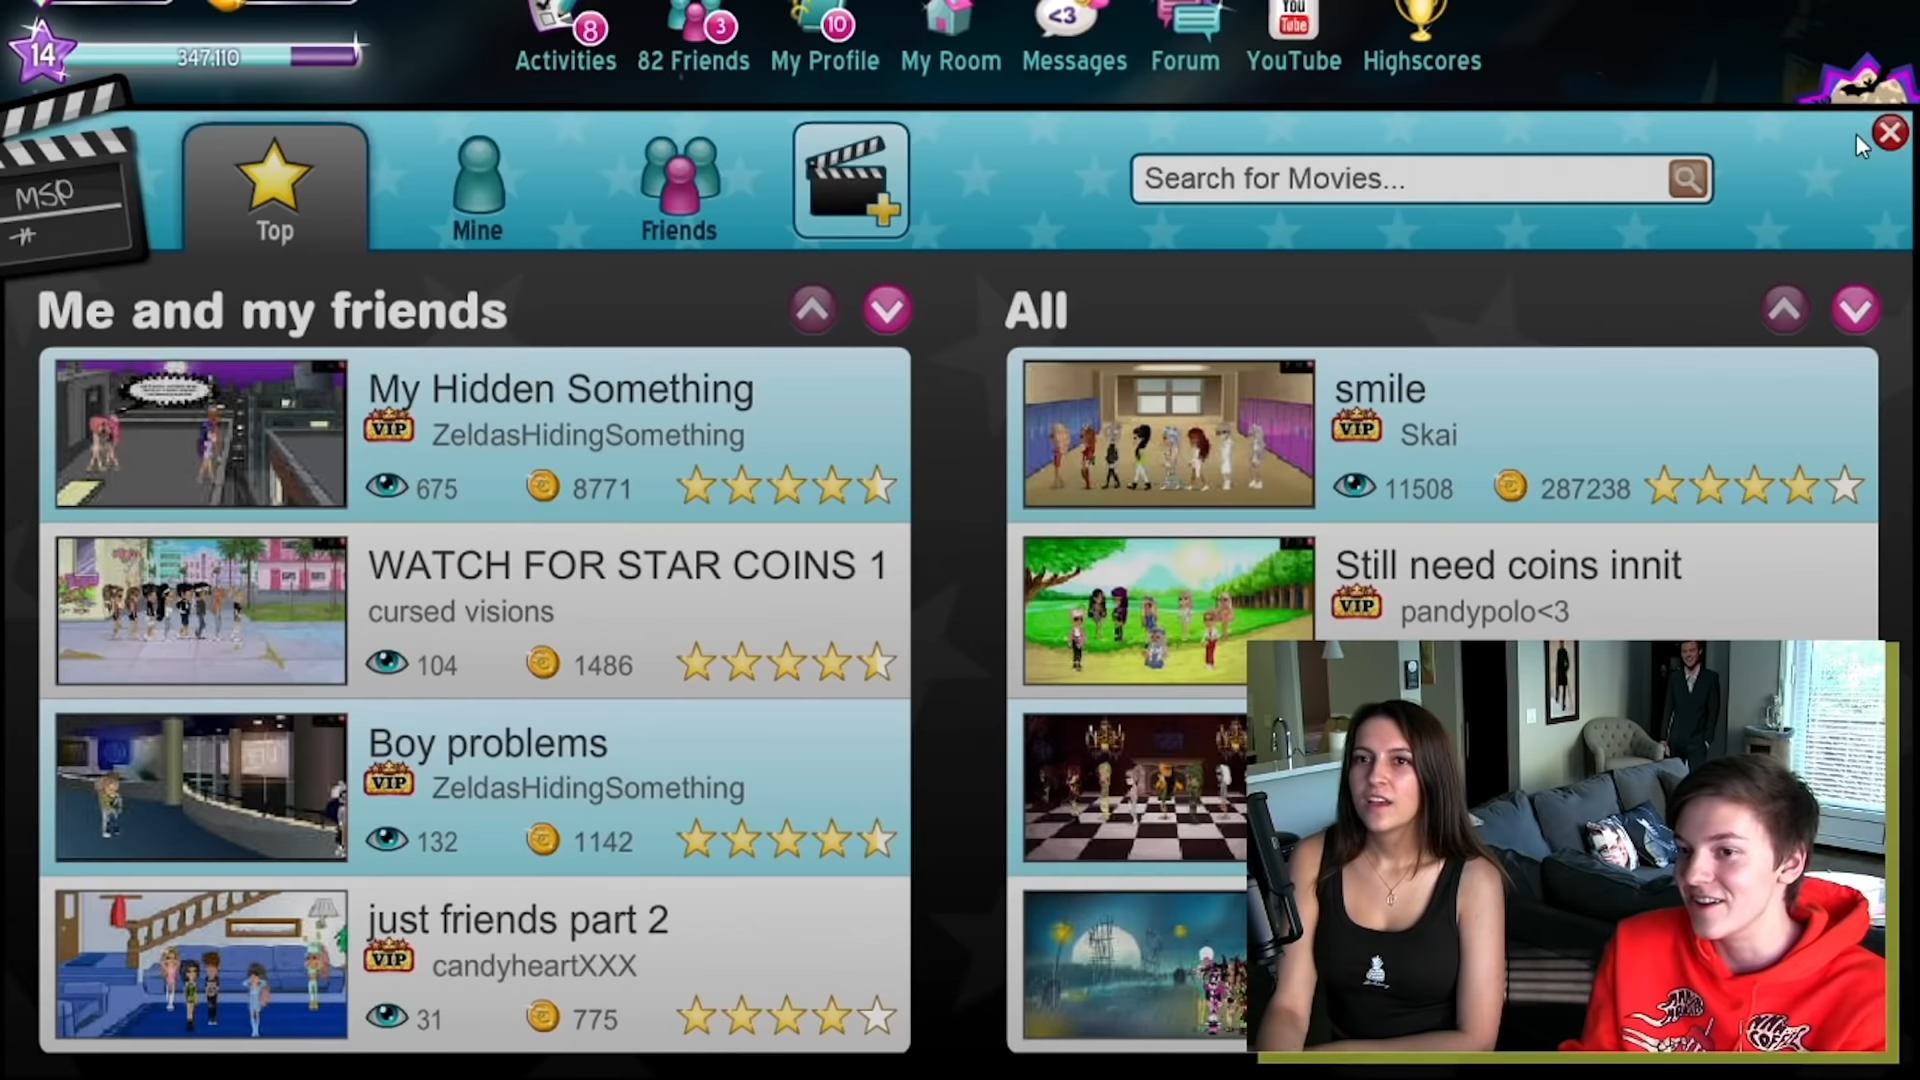 8
3
10
<3
You
Tube
14
347,110
Activities
82 Friends
My Profile
My Room
Messages
Forum
YouTube
Highscores
MSP
#
Top
Mine
Friends
Search for Movies...
Me and my friends
My Hidden Something
VIP
ZeldasHidingSomething
675
8771
WATCH FOR STAR COINS 1
cursed visions
104
1486
Boy problems
VIP
ZeldasHidingSomething
132
1142
just friends part 2
VIP
candyheartXXX
31
775
All
smile
VIP
Skai
11508
287238
Still need coins innit
VIP
pandypolo<3